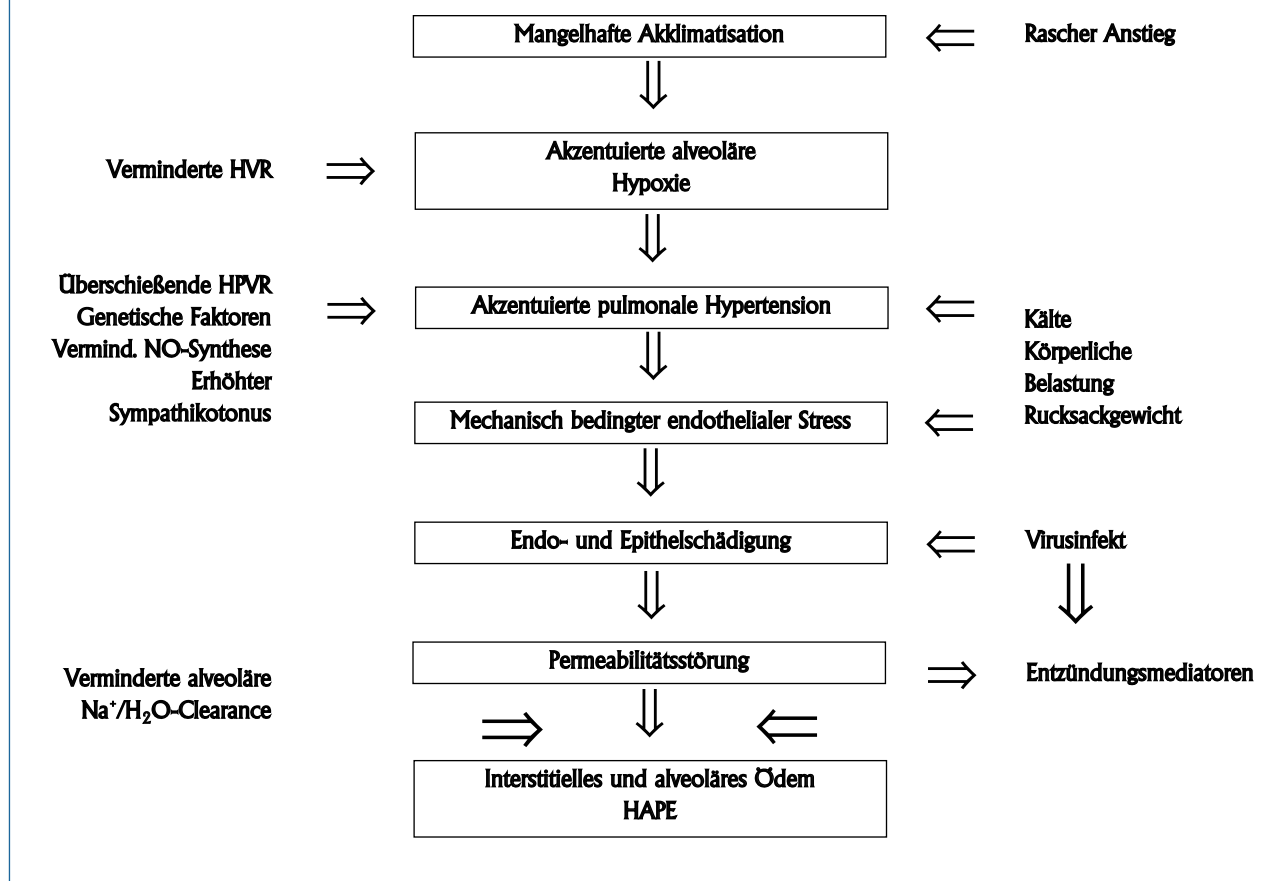 Mangelhafte Akklimatisation
Rascher Anstieg
Verminderte HVR
Akzentuierte alveoläre
Hypoxie
Überschießende HPVR
Genetische Faktoren
Vermind. NO-Synthese
Erhöhter
Sympathikotonus
Akzentuierte pulmonale Hypertension
Kälte
Körperliche
Belastung
Rucksackgewicht
Mechanisch bedingter endothelialer Stress
Endo- und Epithelschädigung
Virusinfekt
Permeabilitätsstörung
Entzündungsmediatoren
Verminderte alveoläre
Na⁺/H₂O-Clearance
Interstitielles und alveoläres Ödem
HAPE